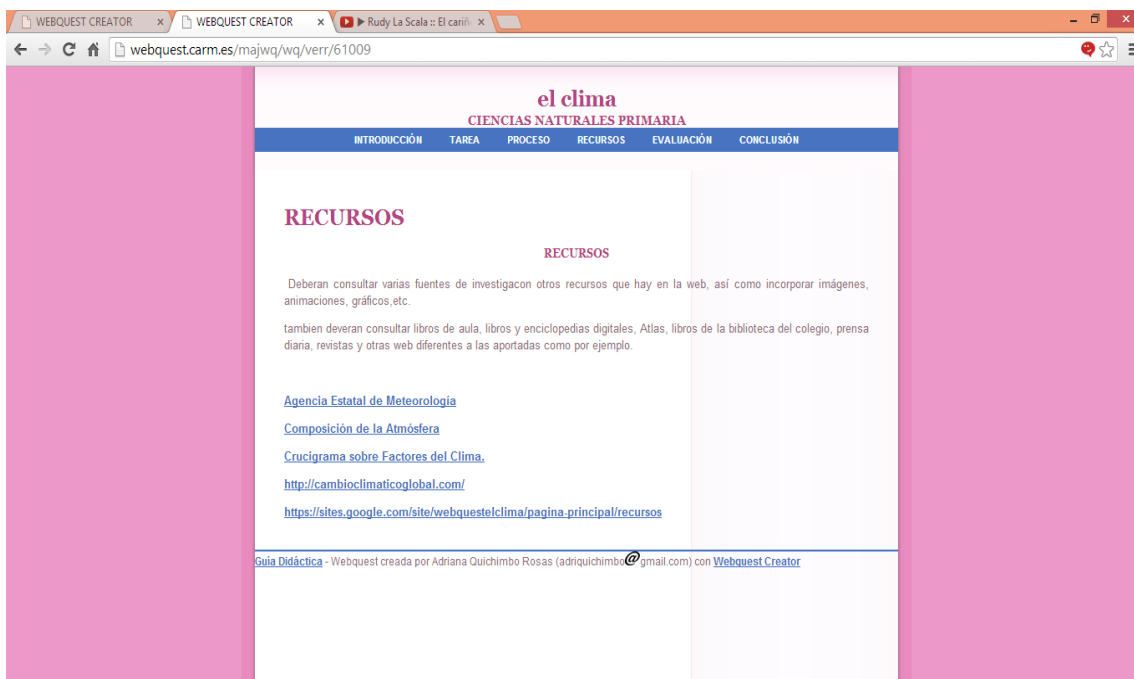 WEBQUEST CREATOR
WEBQUEST CREATOR
Rudy La Scala :: El cariñ
webquest.carm.es/majwq/wq/verr/61009
el clima
CIENCIAS NATURALES PRIMARIA
INTRODUCCIÓN TAREA PROCESO RECURSOS EVALUACIÓN CONCLUSIÓN
RECURSOS
RECURSOS
Deberan consultar varias fuentes de investigacon otros recursos que hay en la web, así como incorporar imágenes,
animaciones, gráficos,etc.
tambien deveran consultar libros de aula, libros y enciclopedias digitales, Atlas, libros de la biblioteca del colegio, prensa
diaria, revistas y otras web diferentes a las aportadas como por ejemplo.
Agencia Estatal de Meteorología
Composición de la Atmósfera
Crucigrama sobre Factores del Clima.
http://cambioclimaticoglobal.com/
https://sites.google.com/site/webquestelclima/pagina-principal/recursos
Guía Didáctica - Webquest creada por Adriana Quichimbo Rosas (adriquichimbo@gmail.com) con Webquest Creator